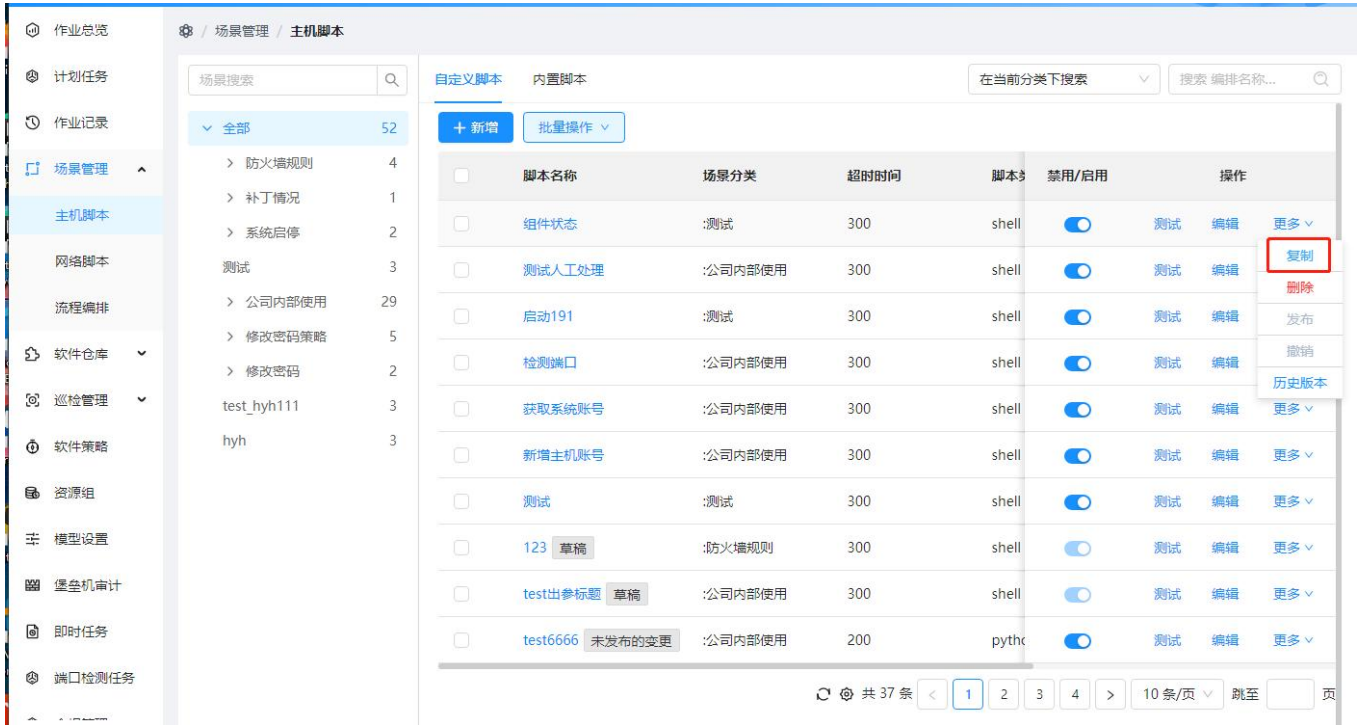 作业总览
计划任务
作业记录
场景管理
主机脚本
网络脚本
流程编排
软件仓库
巡检管理
软件策略
资源组
模型设置
堡垒机审计
即时任务
端口检测任务
/ 场景管理 / 主机脚本
场景搜索
全部 52
防火墙规则 4
补丁情况 1
系统启停 2
测试 3
公司内部使用 29
修改密码策略 5
修改密码 2
test_hyh111 3
hyh 3
自定义脚本 内置脚本 在当前分类下搜索 搜索 编排名称...
+ 新增 批量操作
脚本名称 场景分类 超时时间 脚本 禁用/启用 操作
组件状态 :测试 300 shell 测试 编辑 更多
测试人工处理 :公司内部使用 300 shell 测试 编辑
启动191 :测试 300 shell 测试 编辑
检测端口 :公司内部使用 300 shell 测试 编辑
获取系统账号 :公司内部使用 300 shell 测试 编辑 更多
新增主机账号 :公司内部使用 300 shell 测试 编辑 更多
测试 :测试 300 shell 测试 编辑 更多
123 草稿 :防火墙规则 300 shell 测试 编辑 更多
test出参标题 草稿 :公司内部使用 300 shell 测试 编辑 更多
test6666 未发布的变更 :公司内部使用 200 pytho 测试 编辑 更多
复制
删除
发布
撤销
历史版本
共 37 条 < 1 2 3 4 > 10 条/页 跳至 页